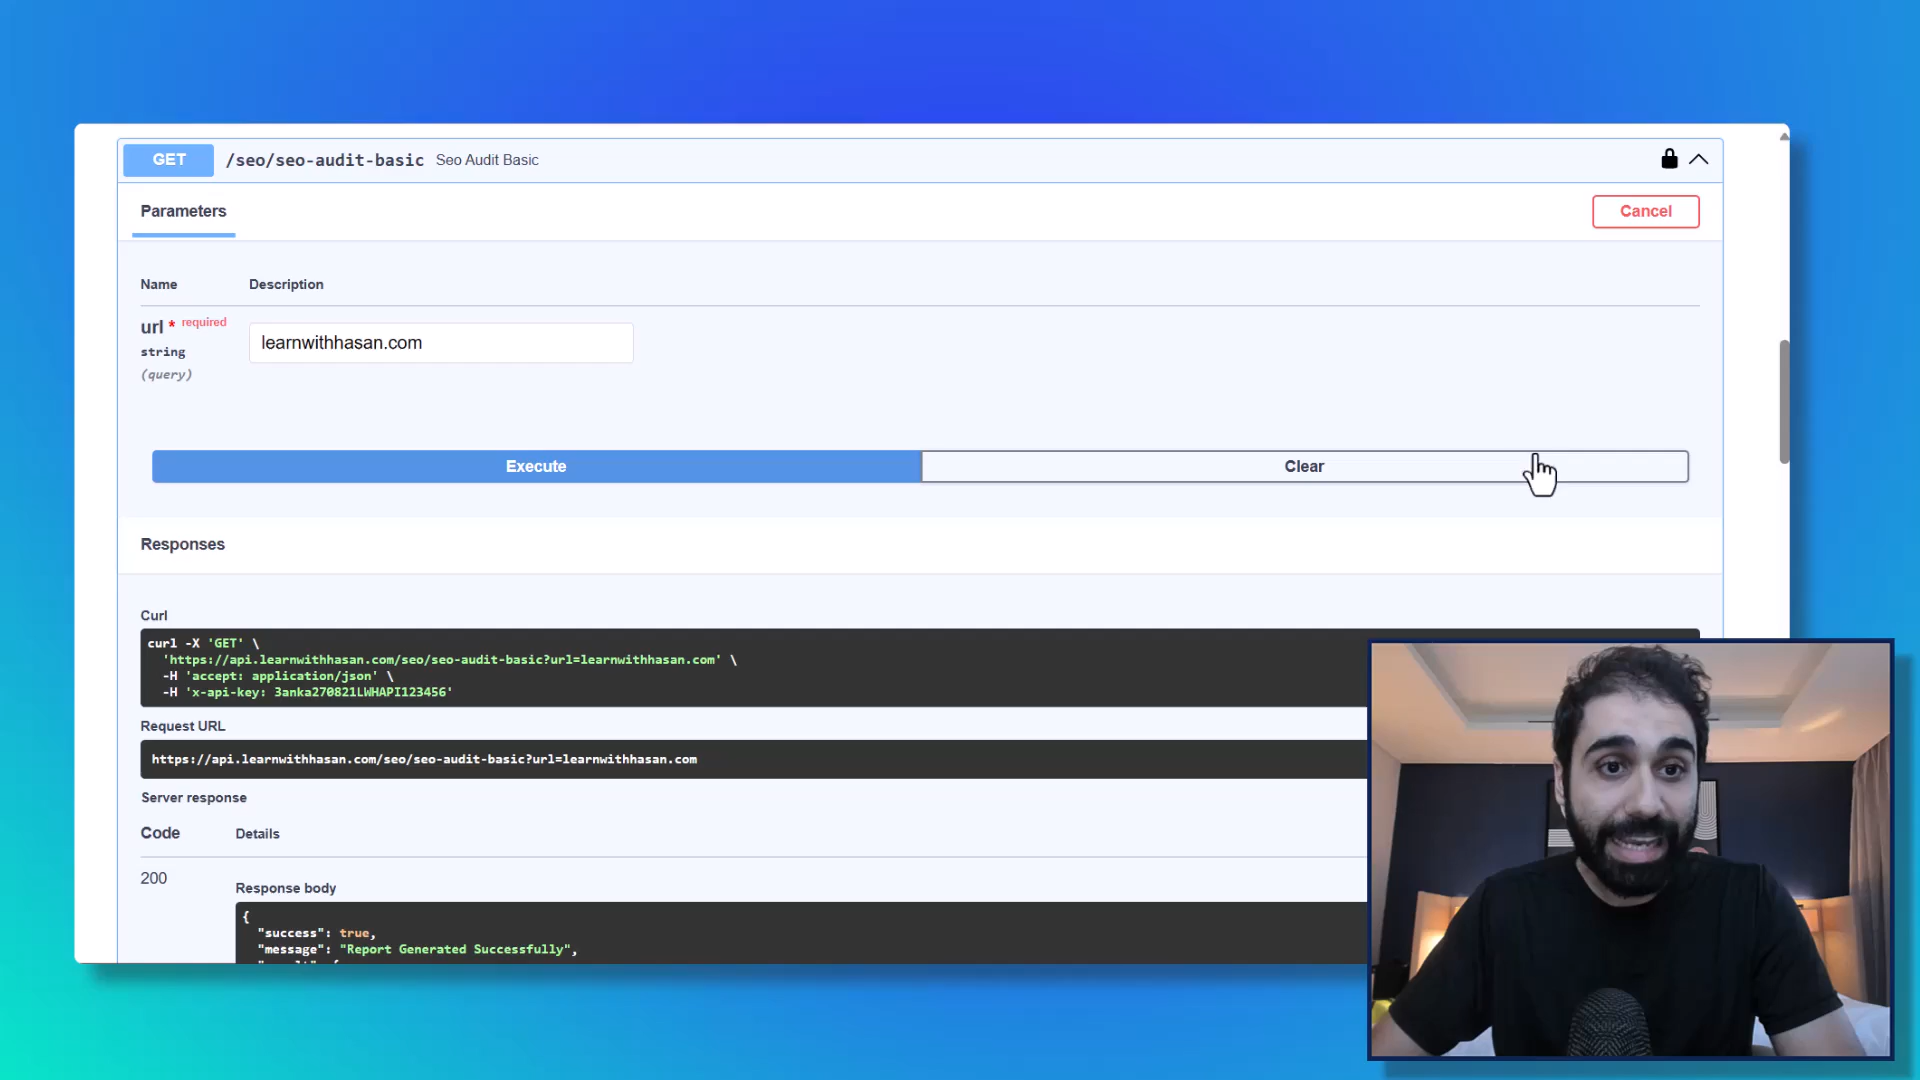 GET /seo/seo-audit-basic Seo Audit Basic
Parameters
Cancel
Name Description
url * required
string
(query)
learnwithhasan.com
Execute
Clear
Responses
Curl
curl -X 'GET' \
'https://api.learnwithhasan.com/seo/seo-audit-basic?url=learnwithhasan.com' \
-H 'accept: application/json' \
-H 'x-api-key: 3anka270821LWHAPI123456'
Request URL
https://api.learnwithhasan.com/seo/seo-audit-basic?url=learnwithhasan.com
Server response
Code Details
200
Response body
{
"success": true,
"message": "Report Generated Successfully",